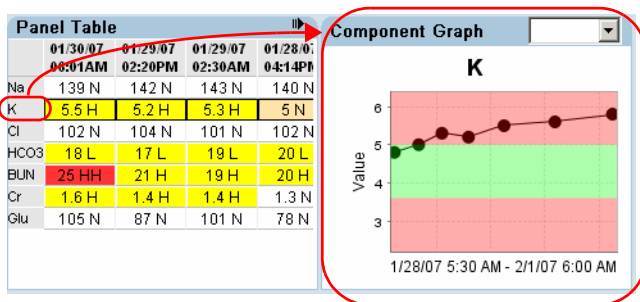 Panel Table
01/30/07 01/29/07 01/29/07 01/28/0
06:01AM 02:20PM 02:30AM 04:14P
Na 139 N 142 N 143 N 140 N
K 5.5 H 5.2 H 5.3 H 5 N
Cl 102 N 104 N 101 N 102 N
HCO3 18 L 17 L 19 L 20 L
BUN 25 HH 21 H 19 H 20 H
Cr 1.6 H 1.4 H 1.4 H 1.3 N
Glu 105 N 87 N 101 N 78 N
Component Graph
K
6
5
4
3
Value
1/28/07 5:30 AM - 2/1/07 6:00 AM